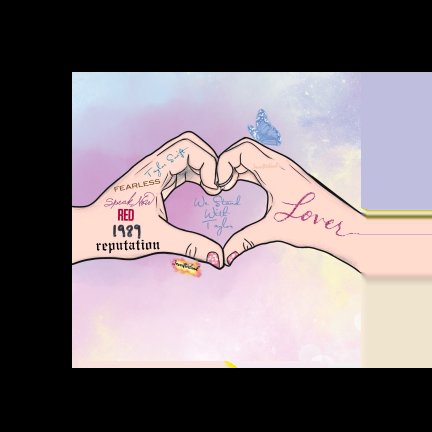 Taylor Swift
FEARLESS
Speak Now
RED
1989
reputation
We Stand
With
Taylor
Lover